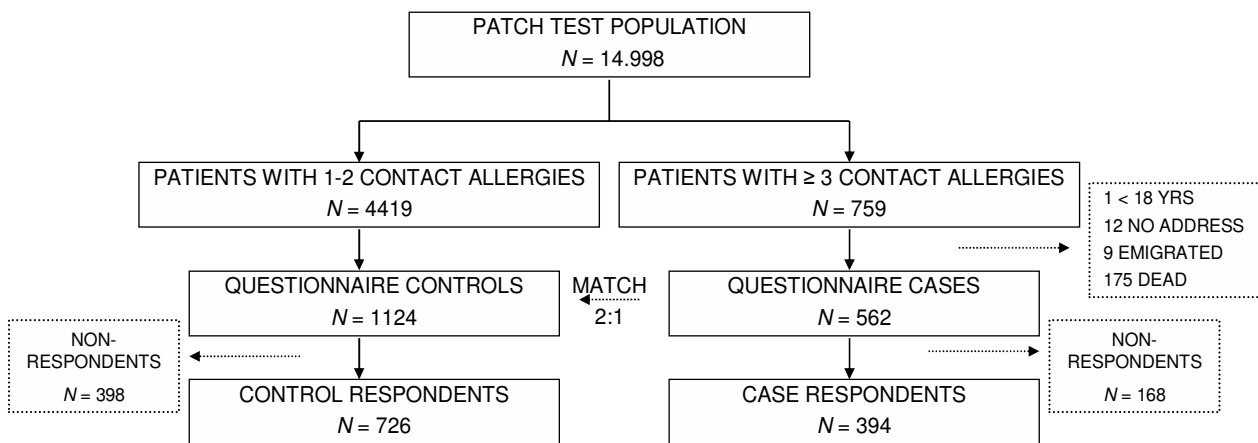 PATCH TEST POPULATION
N = 14.998
PATIENTS WITH 1-2 CONTACT ALLERGIES
N = 4419
PATIENTS WITH ≥ 3 CONTACT ALLERGIES
N = 759
1 < 18 YRS
12 NO ADDRESS
9 EMIGRATED
175 DEAD
QUESTIONNAIRE CONTROLS
N = 1124
MATCH
2:1
QUESTIONNAIRE CASES
N = 562
NON-
RESPONDENTS
N = 398
NON-
RESPONDENTS
N = 168
CONTROL RESPONDENTS
N = 726
CASE RESPONDENTS
N = 394